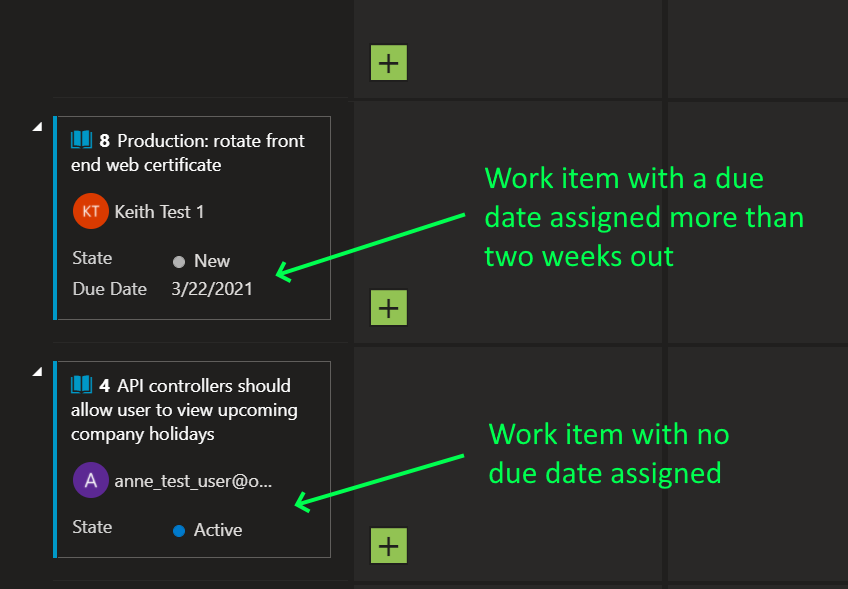 8 Production: rotate front
end web certificate
KT Keith Test 1
State New
Due Date 3/22/2021
Work item with a due
date assigned more than
two weeks out
4 API controllers should
allow user to view upcoming
company holidays
A anne_test_user@o...
State Active
Work item with no
due date assigned